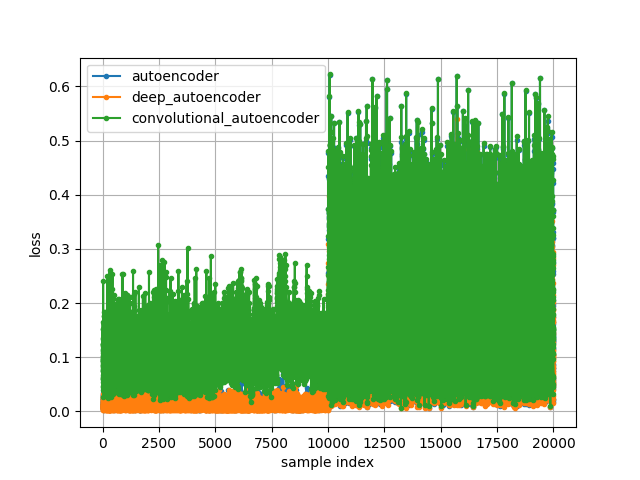 autoencoder
deep_autoencoder
convolutional_autoencoder
0.6
0.5
0.4
0.3
0.2
0.1
0.0
loss
0 2500 5000 7500 10000 12500 15000 17500 20000
sample index